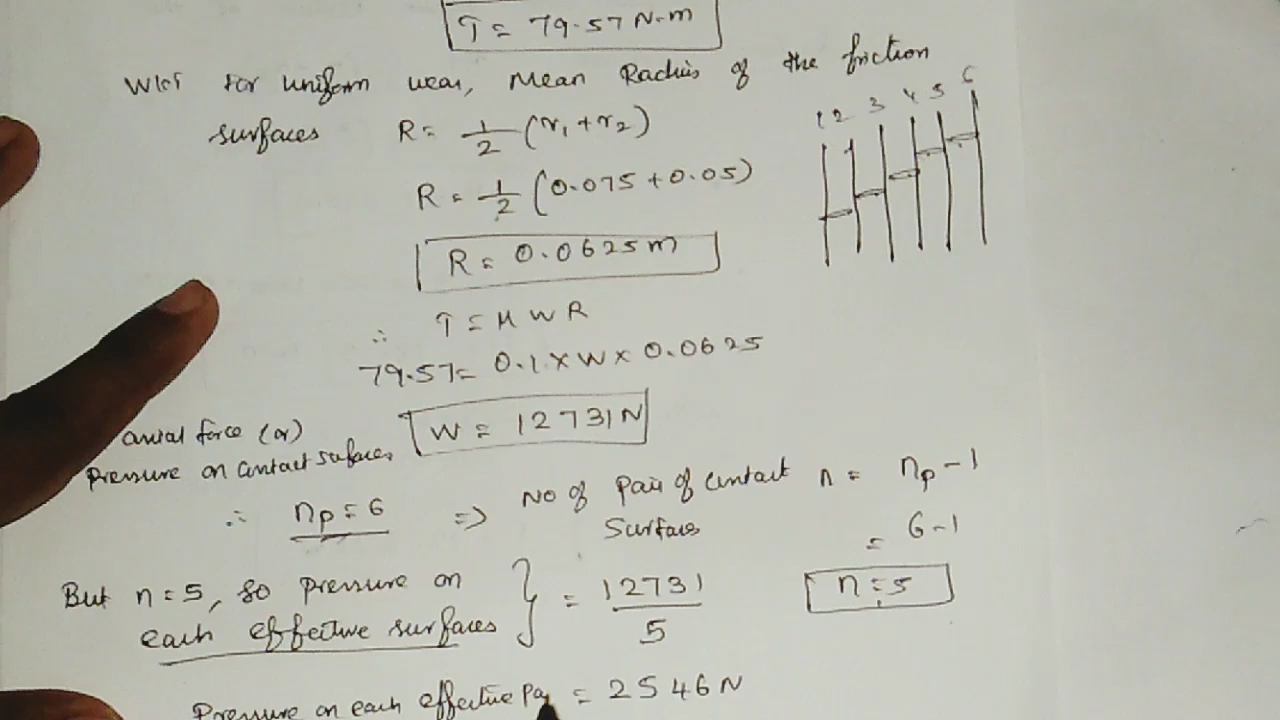 T = 79.57 N-m
WKT For uniform wear, Mean Radius of the friction
surfaces R = 1/2 (r1 + r2)
1 2 3 4 5 6
R = 1/2 (0.075 + 0.05)
R = 0.0625 m
∴ T = μ W R
79.57 = 0.1 × W × 0.0625
axial force (or)
Pressure on contact surfaces
W = 12731 N
∴ np = 6 => No of pair of contact surfaces n = np - 1
= 6 - 1
n = 5
But n = 5, so pressure on
each effective surfaces } = 12731/5
Pressure on each effective Pa = 2546 N